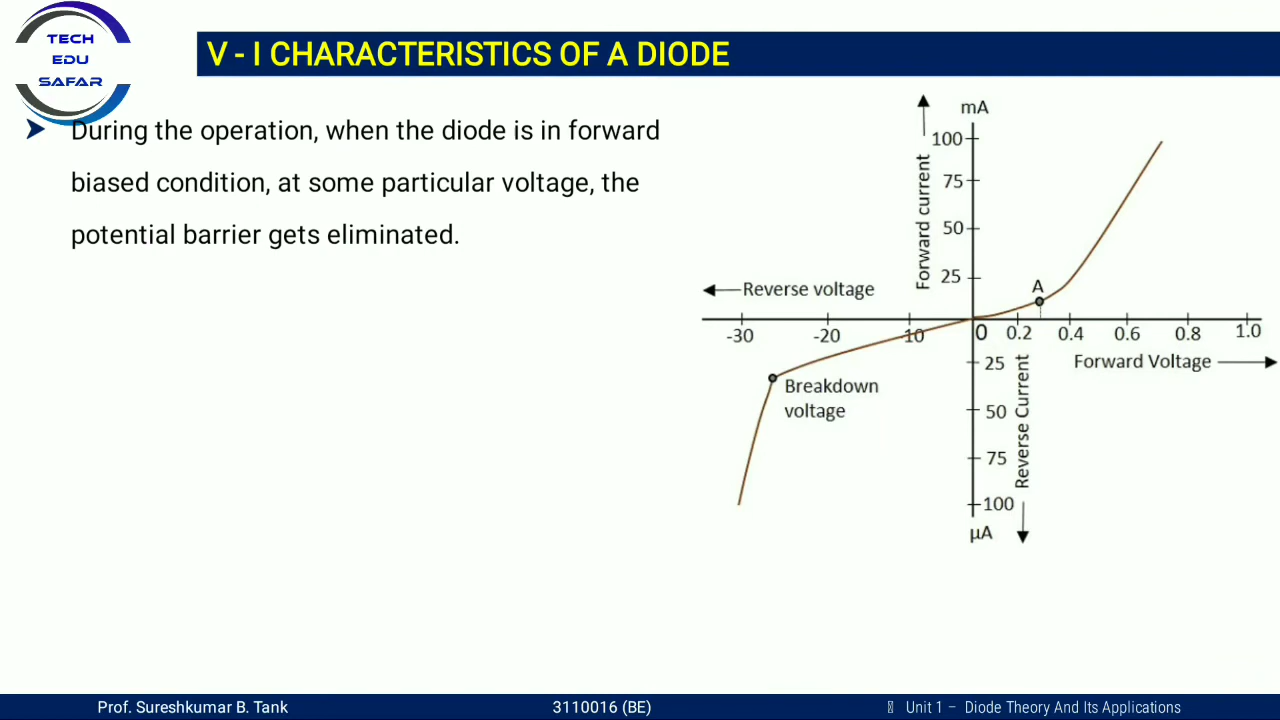 TECH
EDU
SAFAR
V - I CHARACTERISTICS OF A DIODE
During the operation, when the diode is in forward
biased condition, at some particular voltage, the
potential barrier gets eliminated.
mA
100
75
50
25
Forward current
A
Reverse voltage
-30 -20 -10 0 0.2 0.4 0.6 0.8 1.0
Forward Voltage
25
50
75
100
Reverse Current
Breakdown
voltage
µA
Prof. Sureshkumar B. Tank 3110016 (BE) Unit 1 – Diode Theory And Its Applications